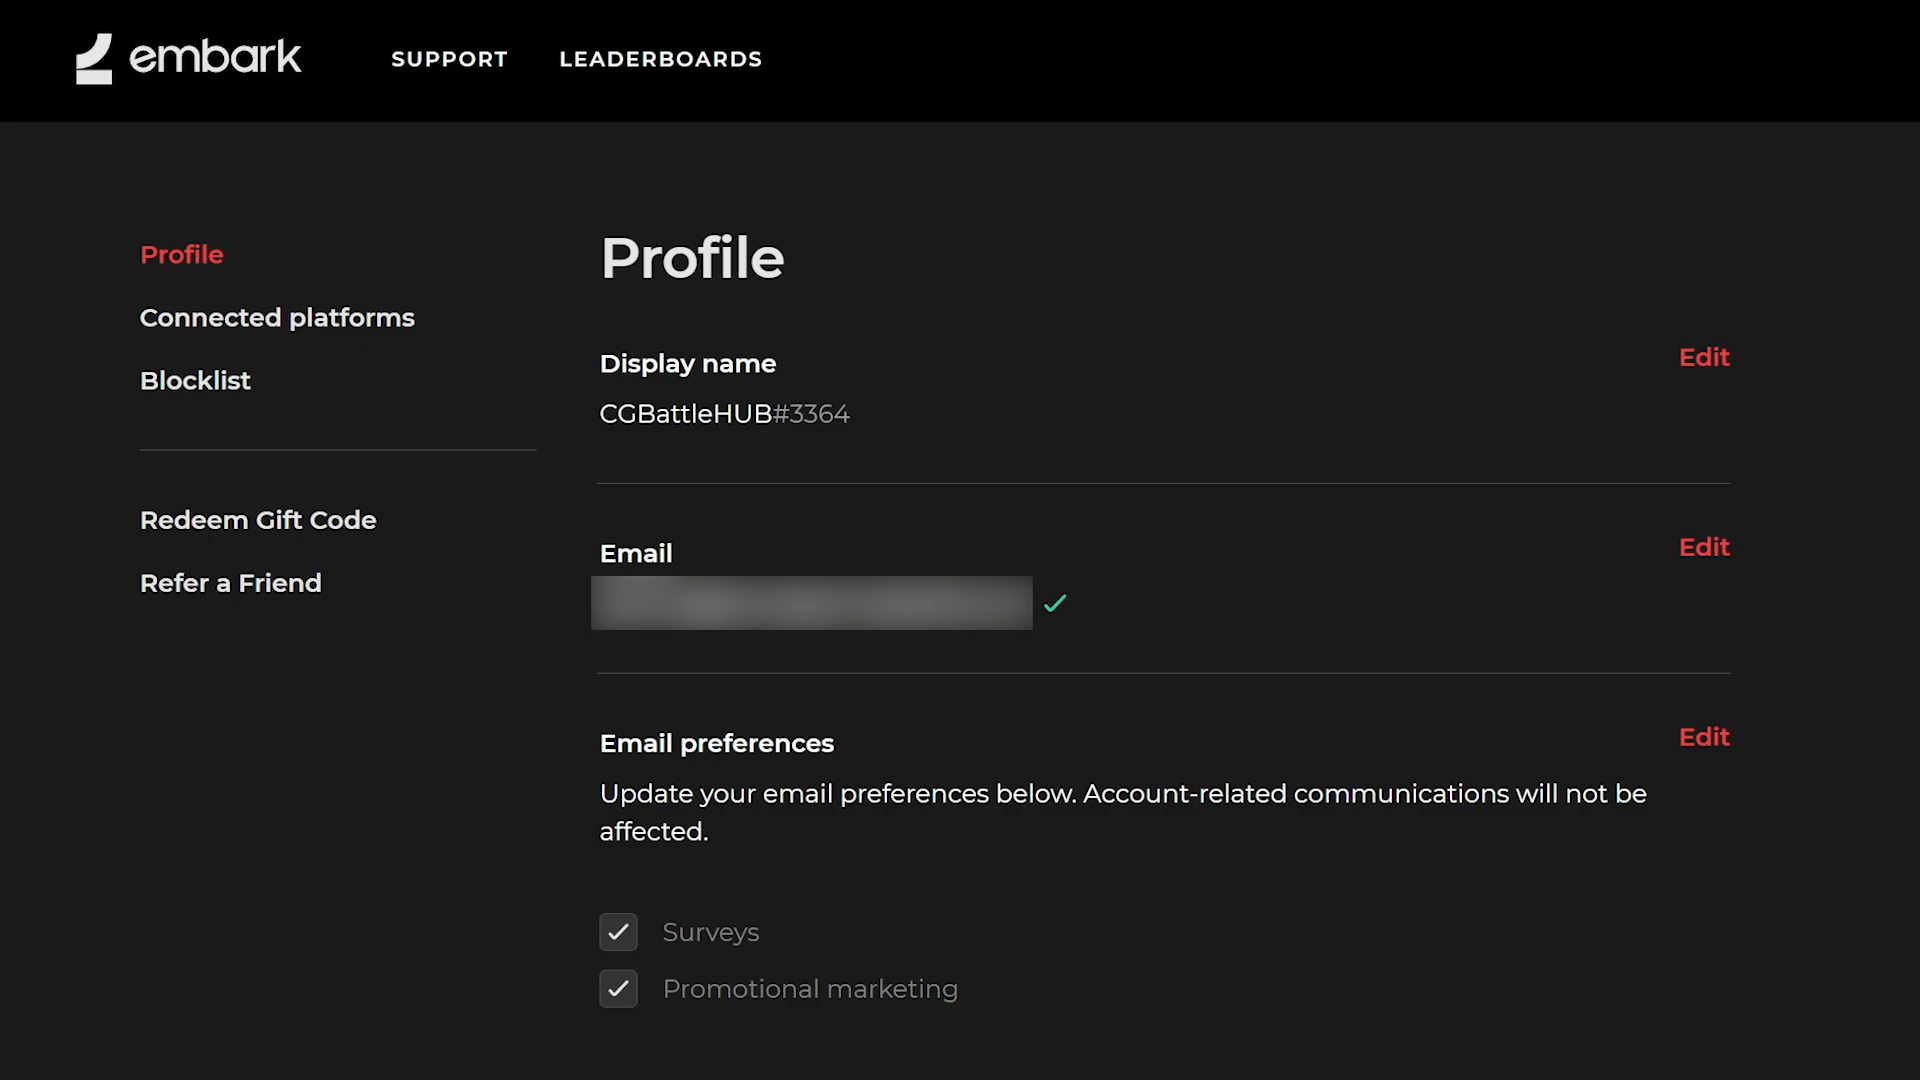 embark
SUPPORT
LEADERBOARDS
Profile
Connected platforms
Blocklist
Redeem Gift Code
Refer a Friend
Profile
Display name
Edit
CGBattleHUB#3364
Email
Edit
Email preferences
Edit
Update your email preferences below. Account-related communications will not be
affected.
Surveys
Promotional marketing